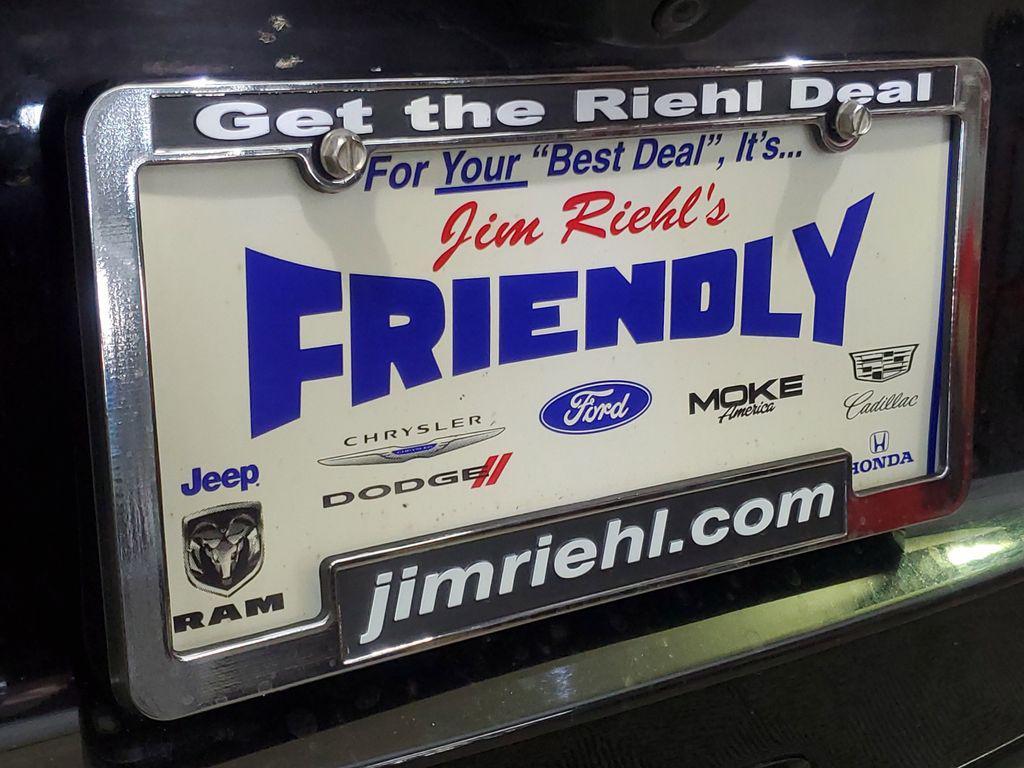 Get the Riehl Deal
For Your "Best Deal", It's...
Jim Riehl's
FRIENDLY
Jeep
RAM
CHRYSLER
DODGE
Ford
MOKE
America
Cadillac
HONDA
jimriehl.com